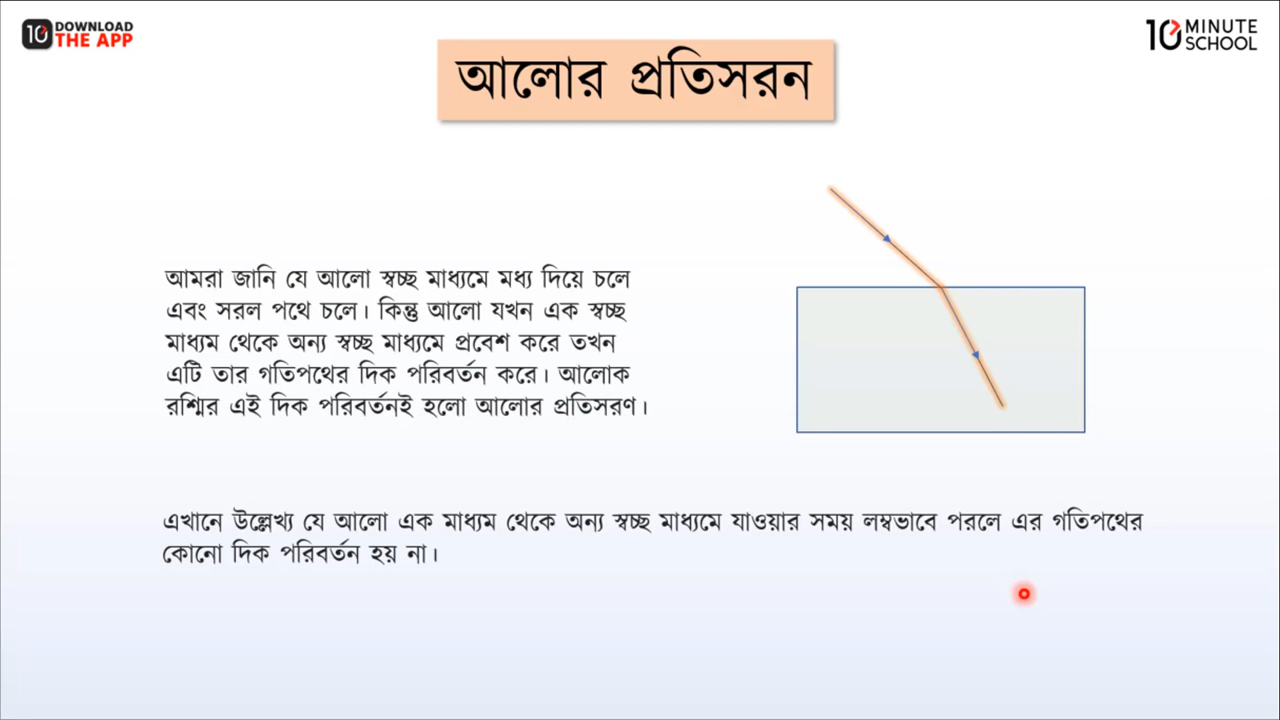 10 DOWNLOAD
THE APP
10 MINUTE
SCHOOL
আলোর প্রতিসরন
আমরা জানি যে আলো স্বচ্ছ মাধ্যমে মধ্য দিয়ে চলে
এবং সরল পথে চলে। কিন্তু আলো যখন এক স্বচ্ছ
মাধ্যম থেকে অন্য স্বচ্ছ মাধ্যমে প্রবেশ করে তখন
এটি তার গতিপথের দিক পরিবর্তন করে। আলোক
রশ্মির এই দিক পরিবর্তনই হলো আলোর প্রতিসরণ।
এখানে উল্লেখ্য যে আলো এক মাধ্যম থেকে অন্য স্বচ্ছ মাধ্যমে যাওয়ার সময় লম্বভাবে পরলে এর গতিপথের
কোনো দিক পরিবর্তন হয় না।